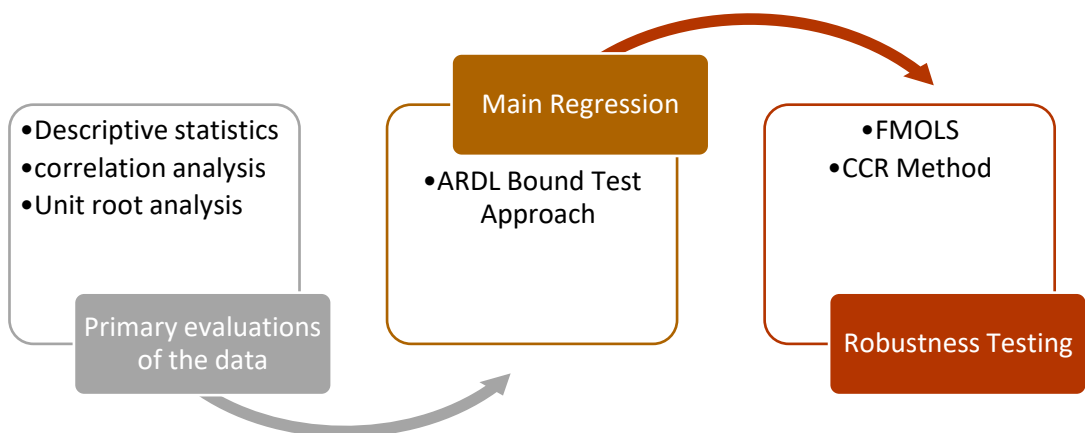 •Descriptive statistics
•correlation analysis
•Unit root analysis
Primary evaluations
of the data
Main Regression
•ARDL Bound Test
Approach
•FMOLS
•CCR Method
Robustness Testing